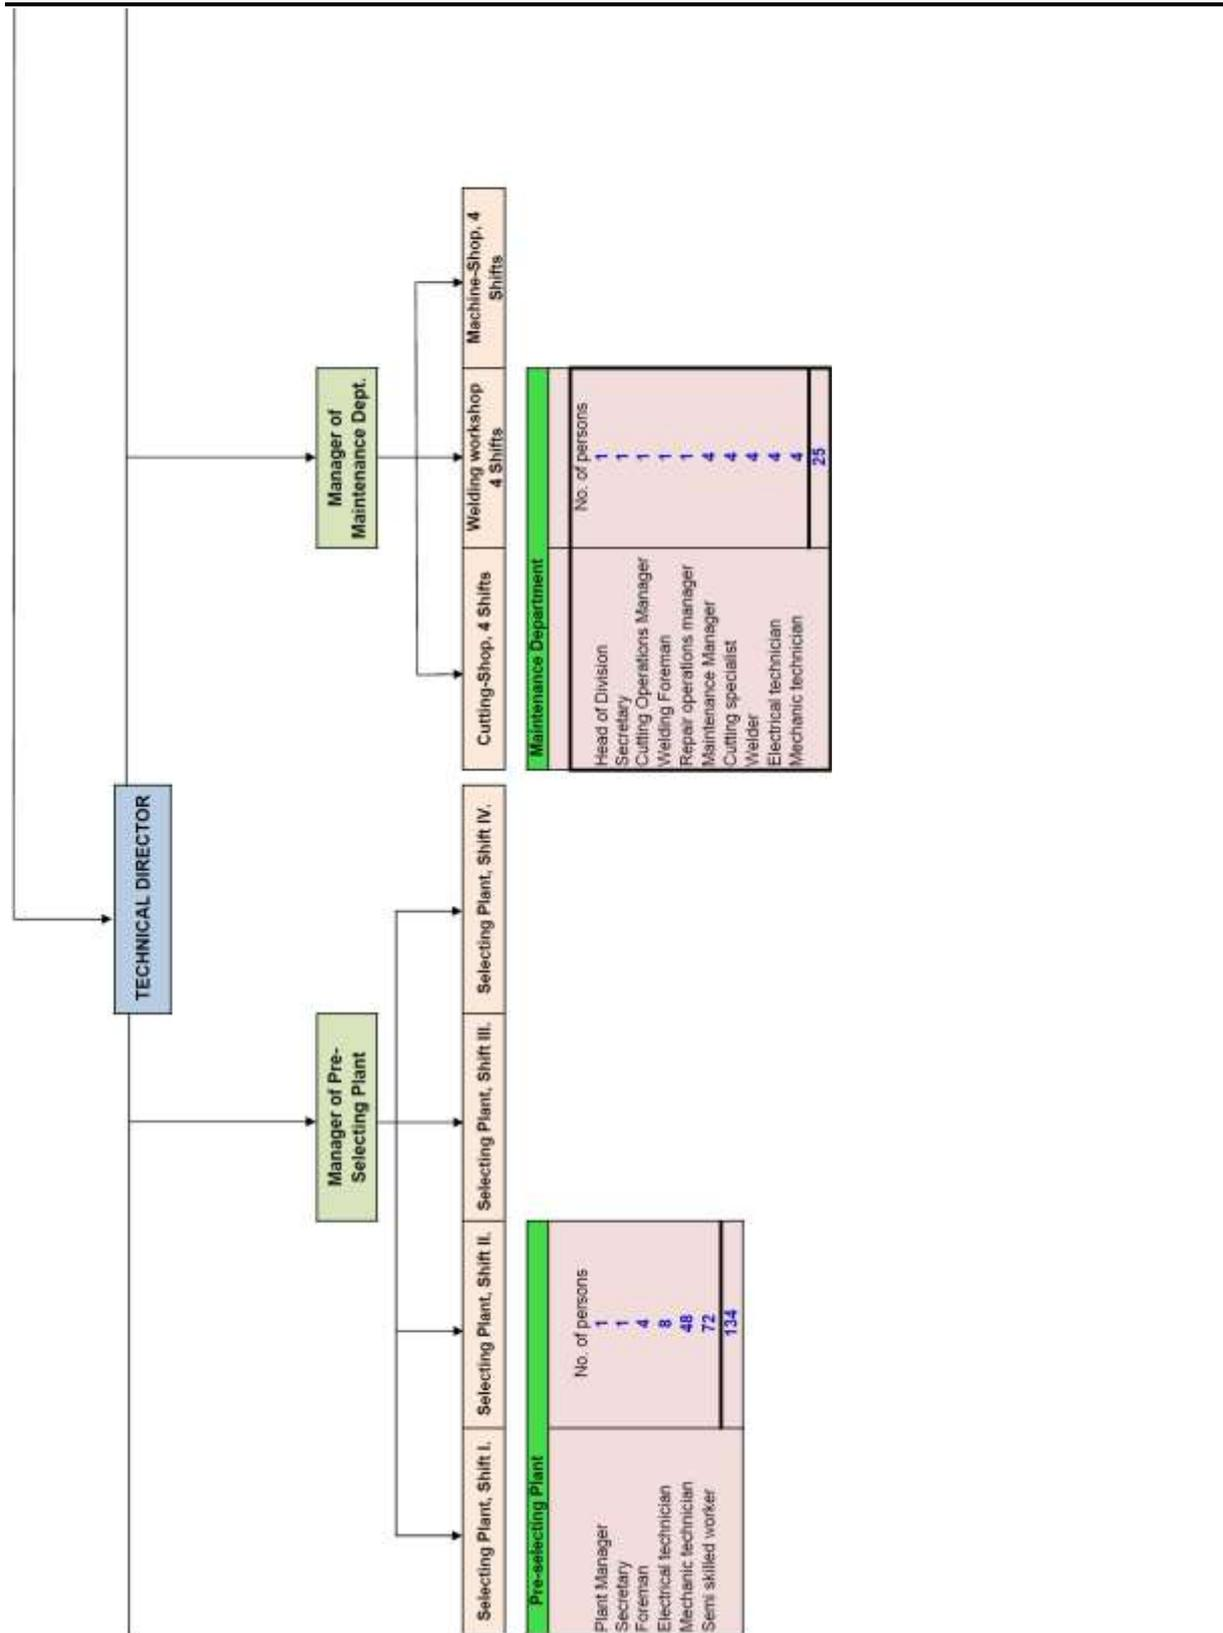 TECHNICAL DIRECTOR
Manager of Pre-
Selecting Plant
Manager of
Maintenance Dept.
Selecting Plant, Shift I.
Selecting Plant, Shift II.
Selecting Plant, Shift III.
Selecting Plant, Shift IV.
Cutting-Shop, 4 Shifts
Welding workshop
4 Shifts
Machine-Shop, 4
Shifts
Pre-selecting Plant
No. of persons
Plant Manager 1
Secretary 1
Foreman 4
Electrical technician 8
Mechanic technician 48
Semi skilled worker 72
134
Maintenance Department
No. of persons
Head of Division 1
Secretary 1
Cutting Operations Manager 1
Welding Foreman 1
Repair operations manager 1
Maintenance Manager 4
Cutting specialist 4
Welder 4
Electrical technician 4
Mechanic technician 4
25